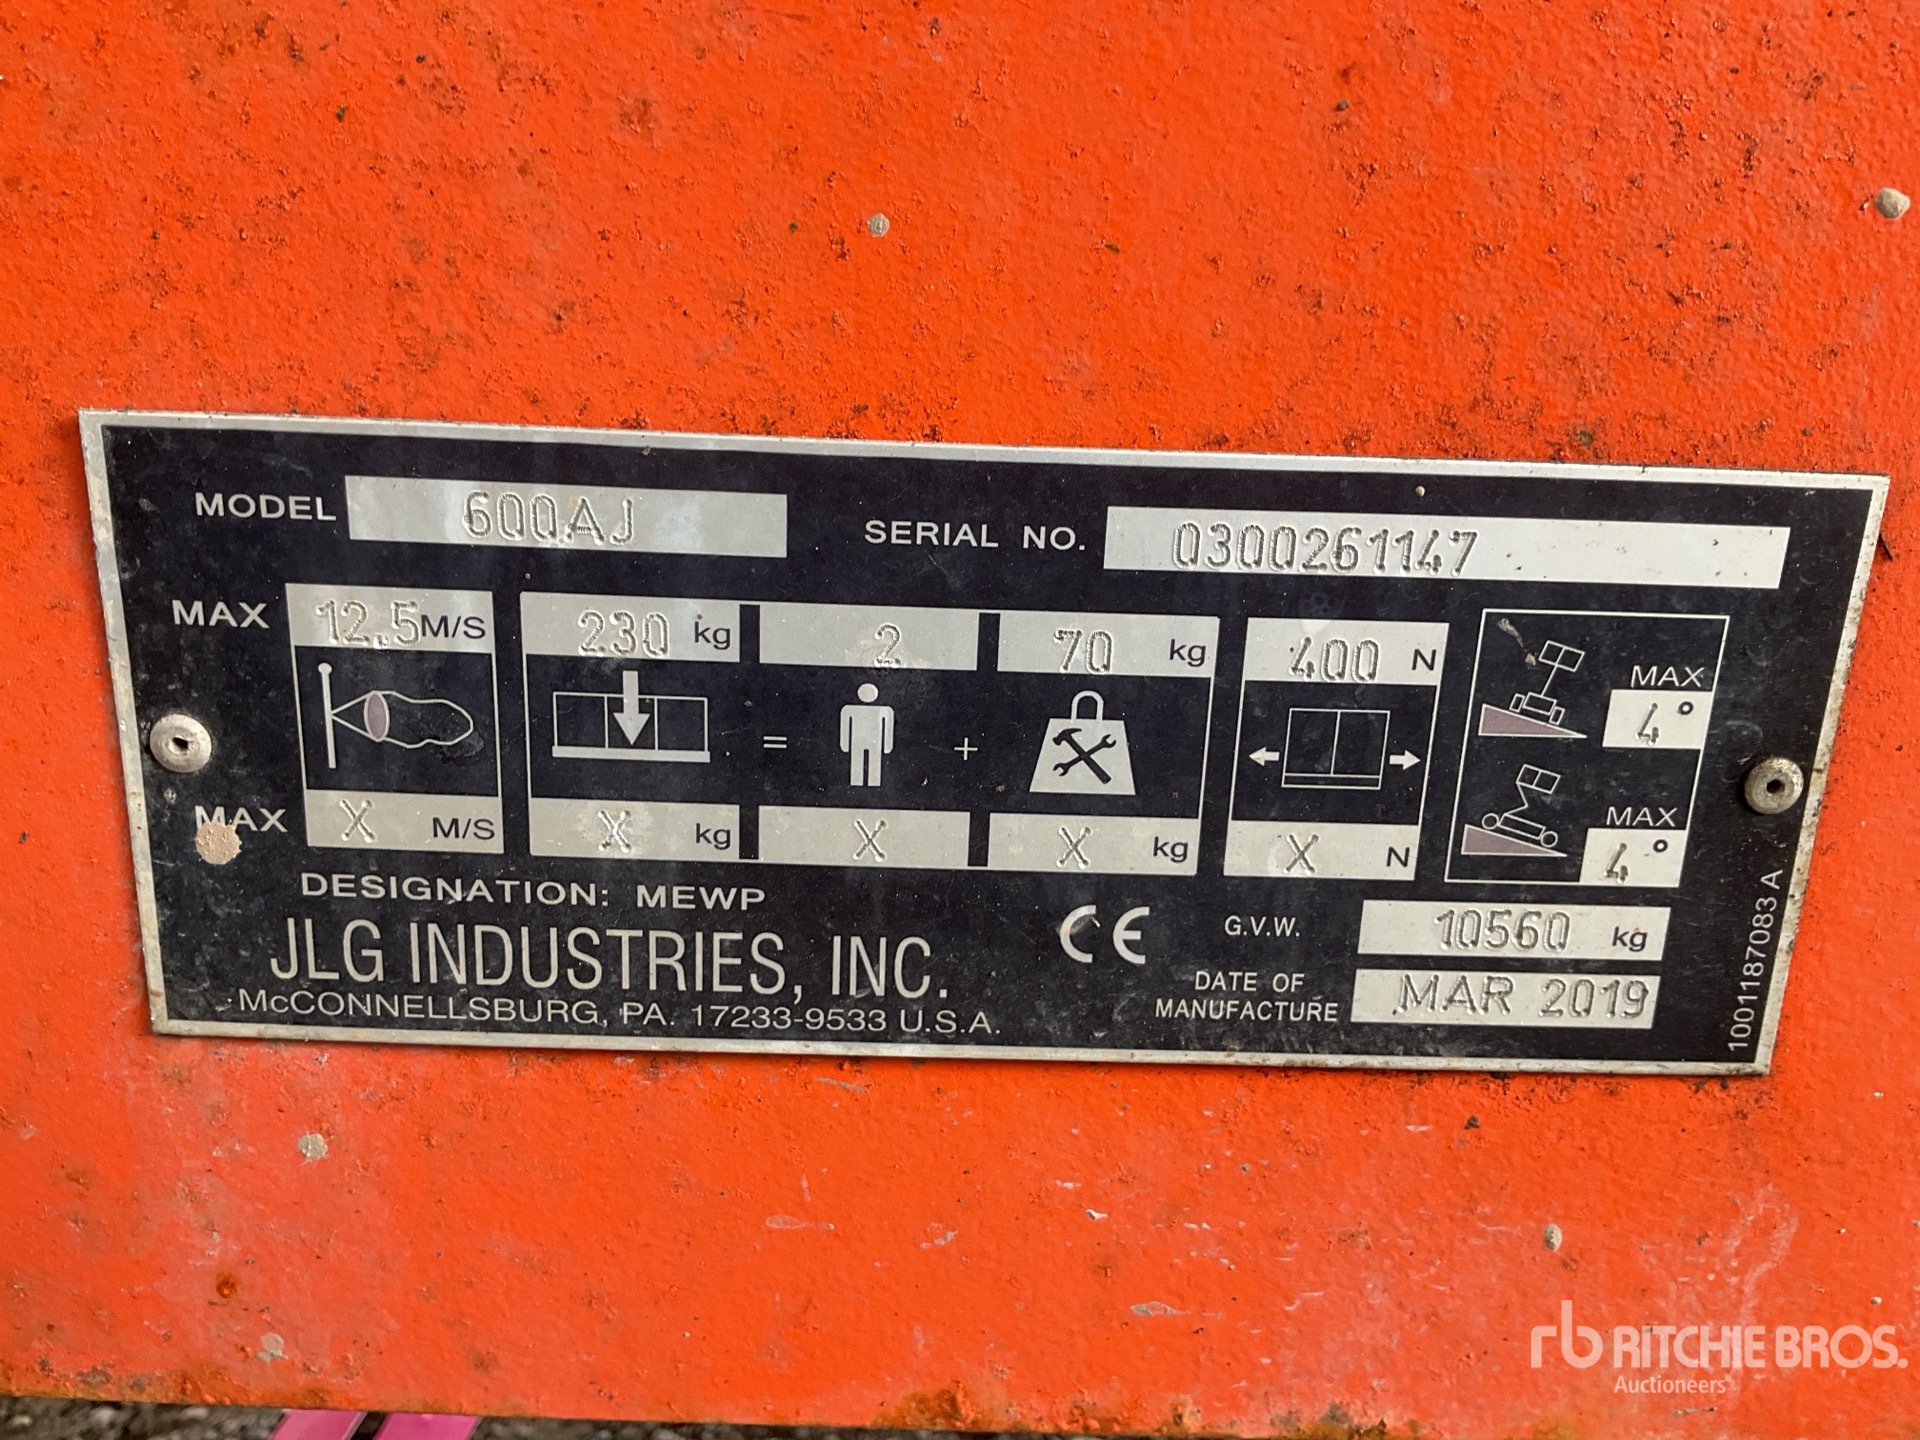 MODEL 600AJ SERIAL NO. 0300261147
MAX 12.5 M/S 230 kg 2 70 kg 400 N
MAX
4°
= +
MAX X M/S X kg X X kg X N
MAX
4°
DESIGNATION: MEWP
JLG INDUSTRIES, INC.
McCONNELLSBURG, PA. 17233-9533 U.S.A.
CE
G.V.W. 10560 kg
DATE OF
MANUFACTURE MAR 2019
1001187083 A
rb RITCHIE BROS.
Auctioneers